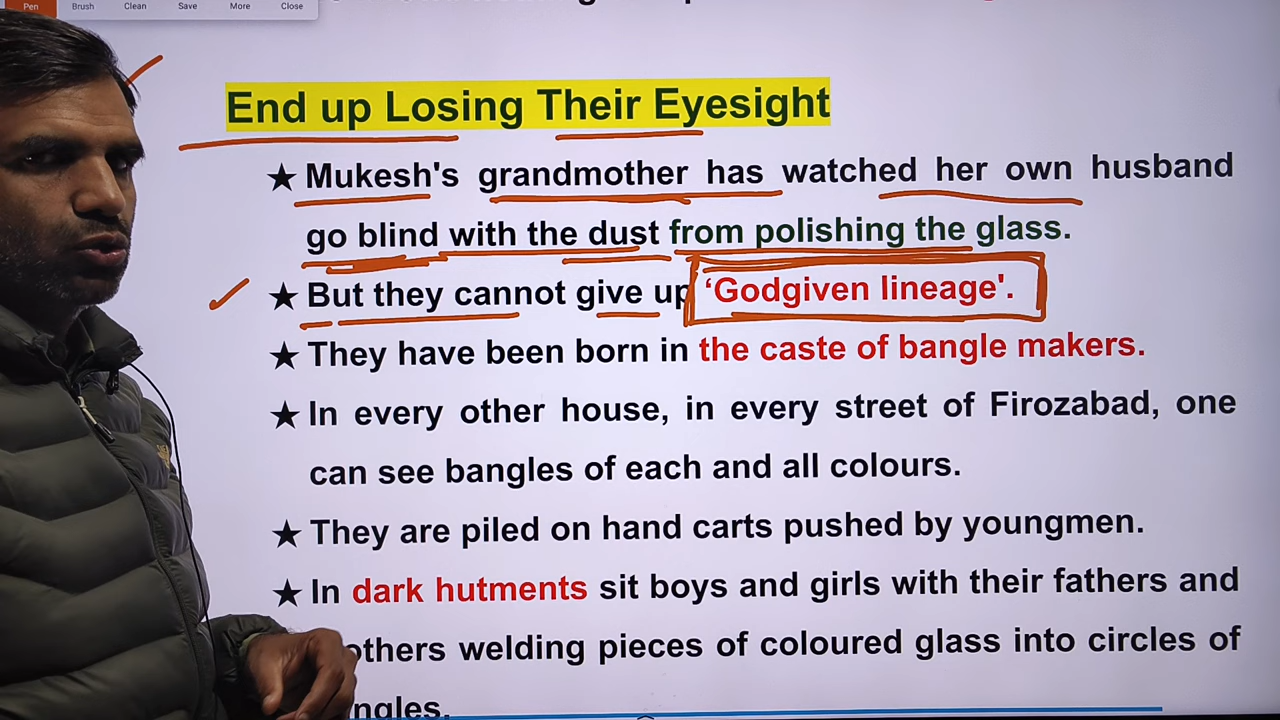 Pen Brush Clean Save More Close
End up Losing Their Eyesight
★ Mukesh's grandmother has watched her own husband
go blind with the dust from polishing the glass.
★ But they cannot give up ‘Godgiven lineage'.
★ They have been born in the caste of bangle makers.
★ In every other house, in every street of Firozabad, one
can see bangles of each and all colours.
★ They are piled on hand carts pushed by youngmen.
★ In dark hutments sit boys and girls with their fathers and
others welding pieces of coloured glass into circles of
ngles.